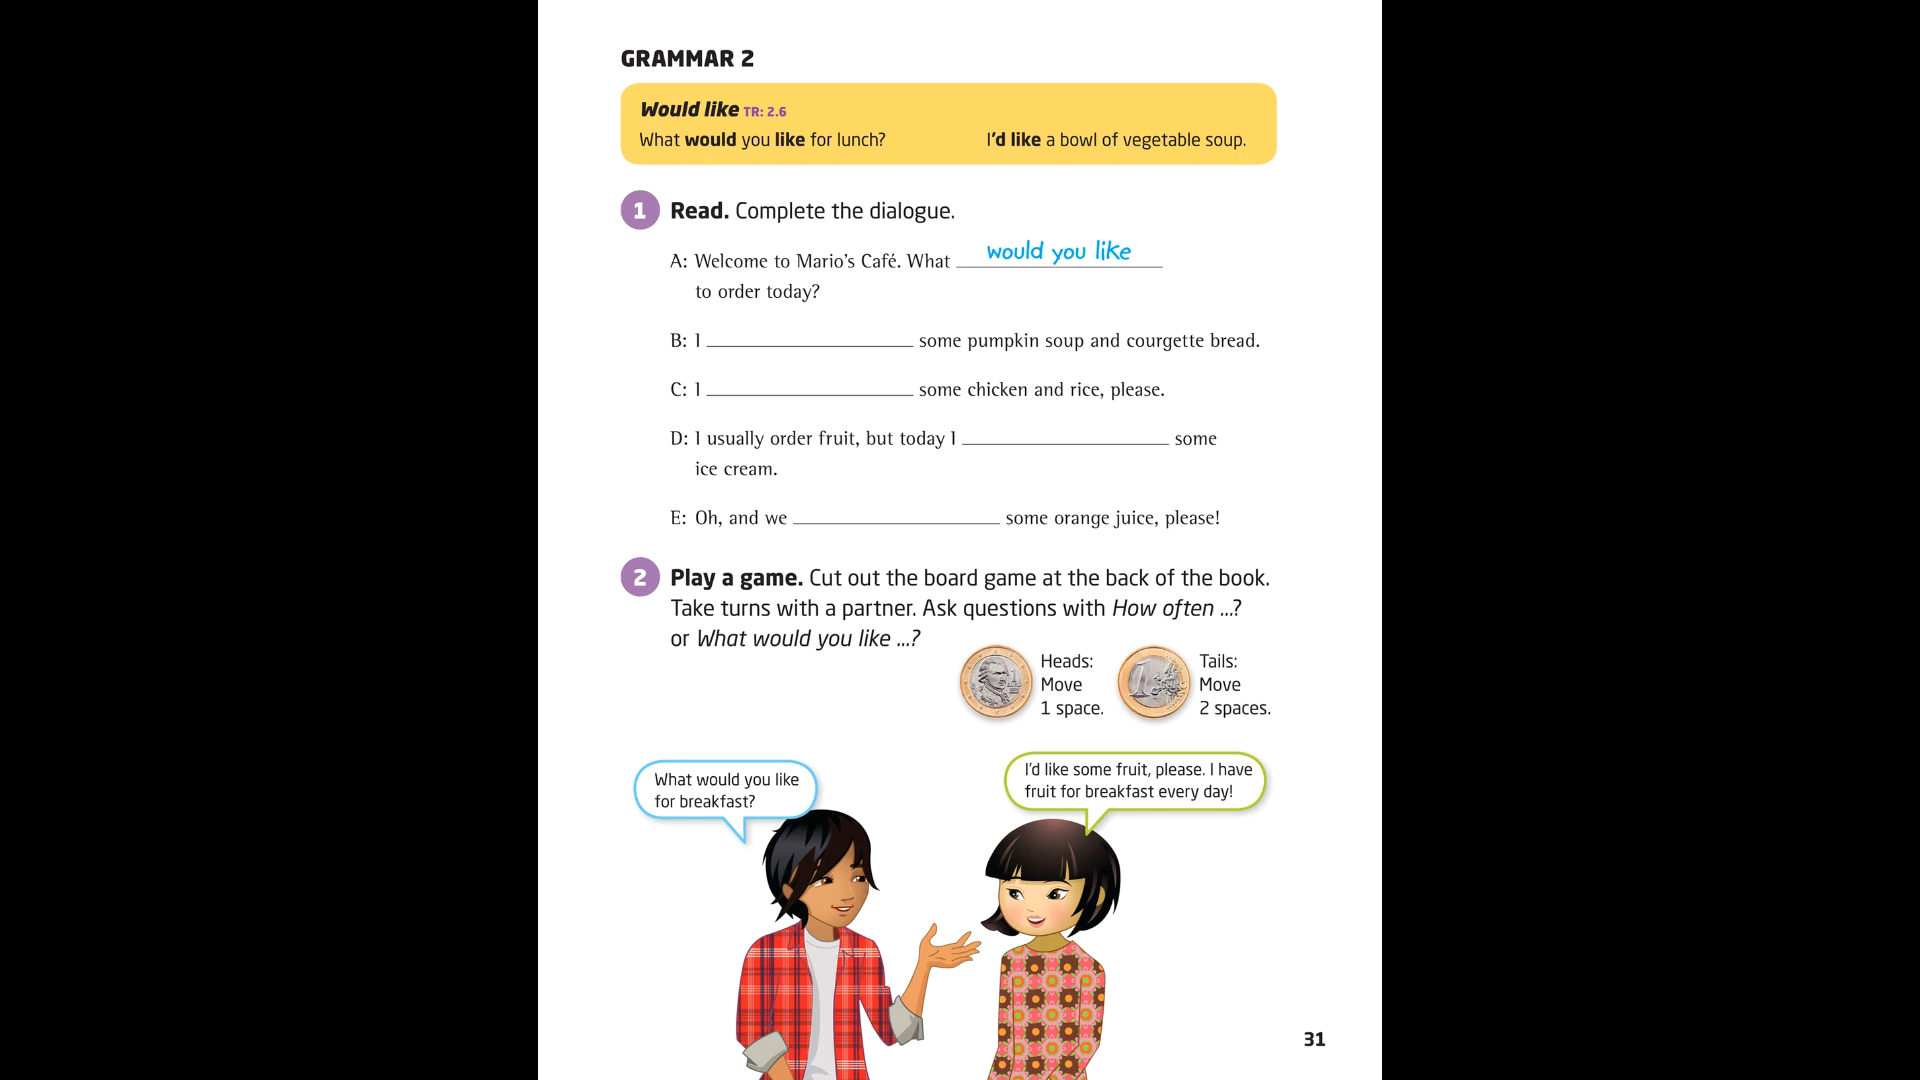 GRAMMAR 2
Would like TR: 2.6
What would you like for lunch? I'd like a bowl of vegetable soup.
1 Read. Complete the dialogue.
A: Welcome to Mario's Café. What would you like
to order today?
B: I ____ some pumpkin soup and courgette bread.
C: I ____ some chicken and rice, please.
D: I usually order fruit, but today I ____ some
ice cream.
E: Oh, and we ____ some orange juice, please!
2 Play a game. Cut out the board game at the back of the book.
Take turns with a partner. Ask questions with How often ...?
or What would you like ...?
Heads:
Move
1 space.
1
Tails:
Move
2 spaces.
What would you like
for breakfast?
I'd like some fruit, please. I have
fruit for breakfast every day!
31